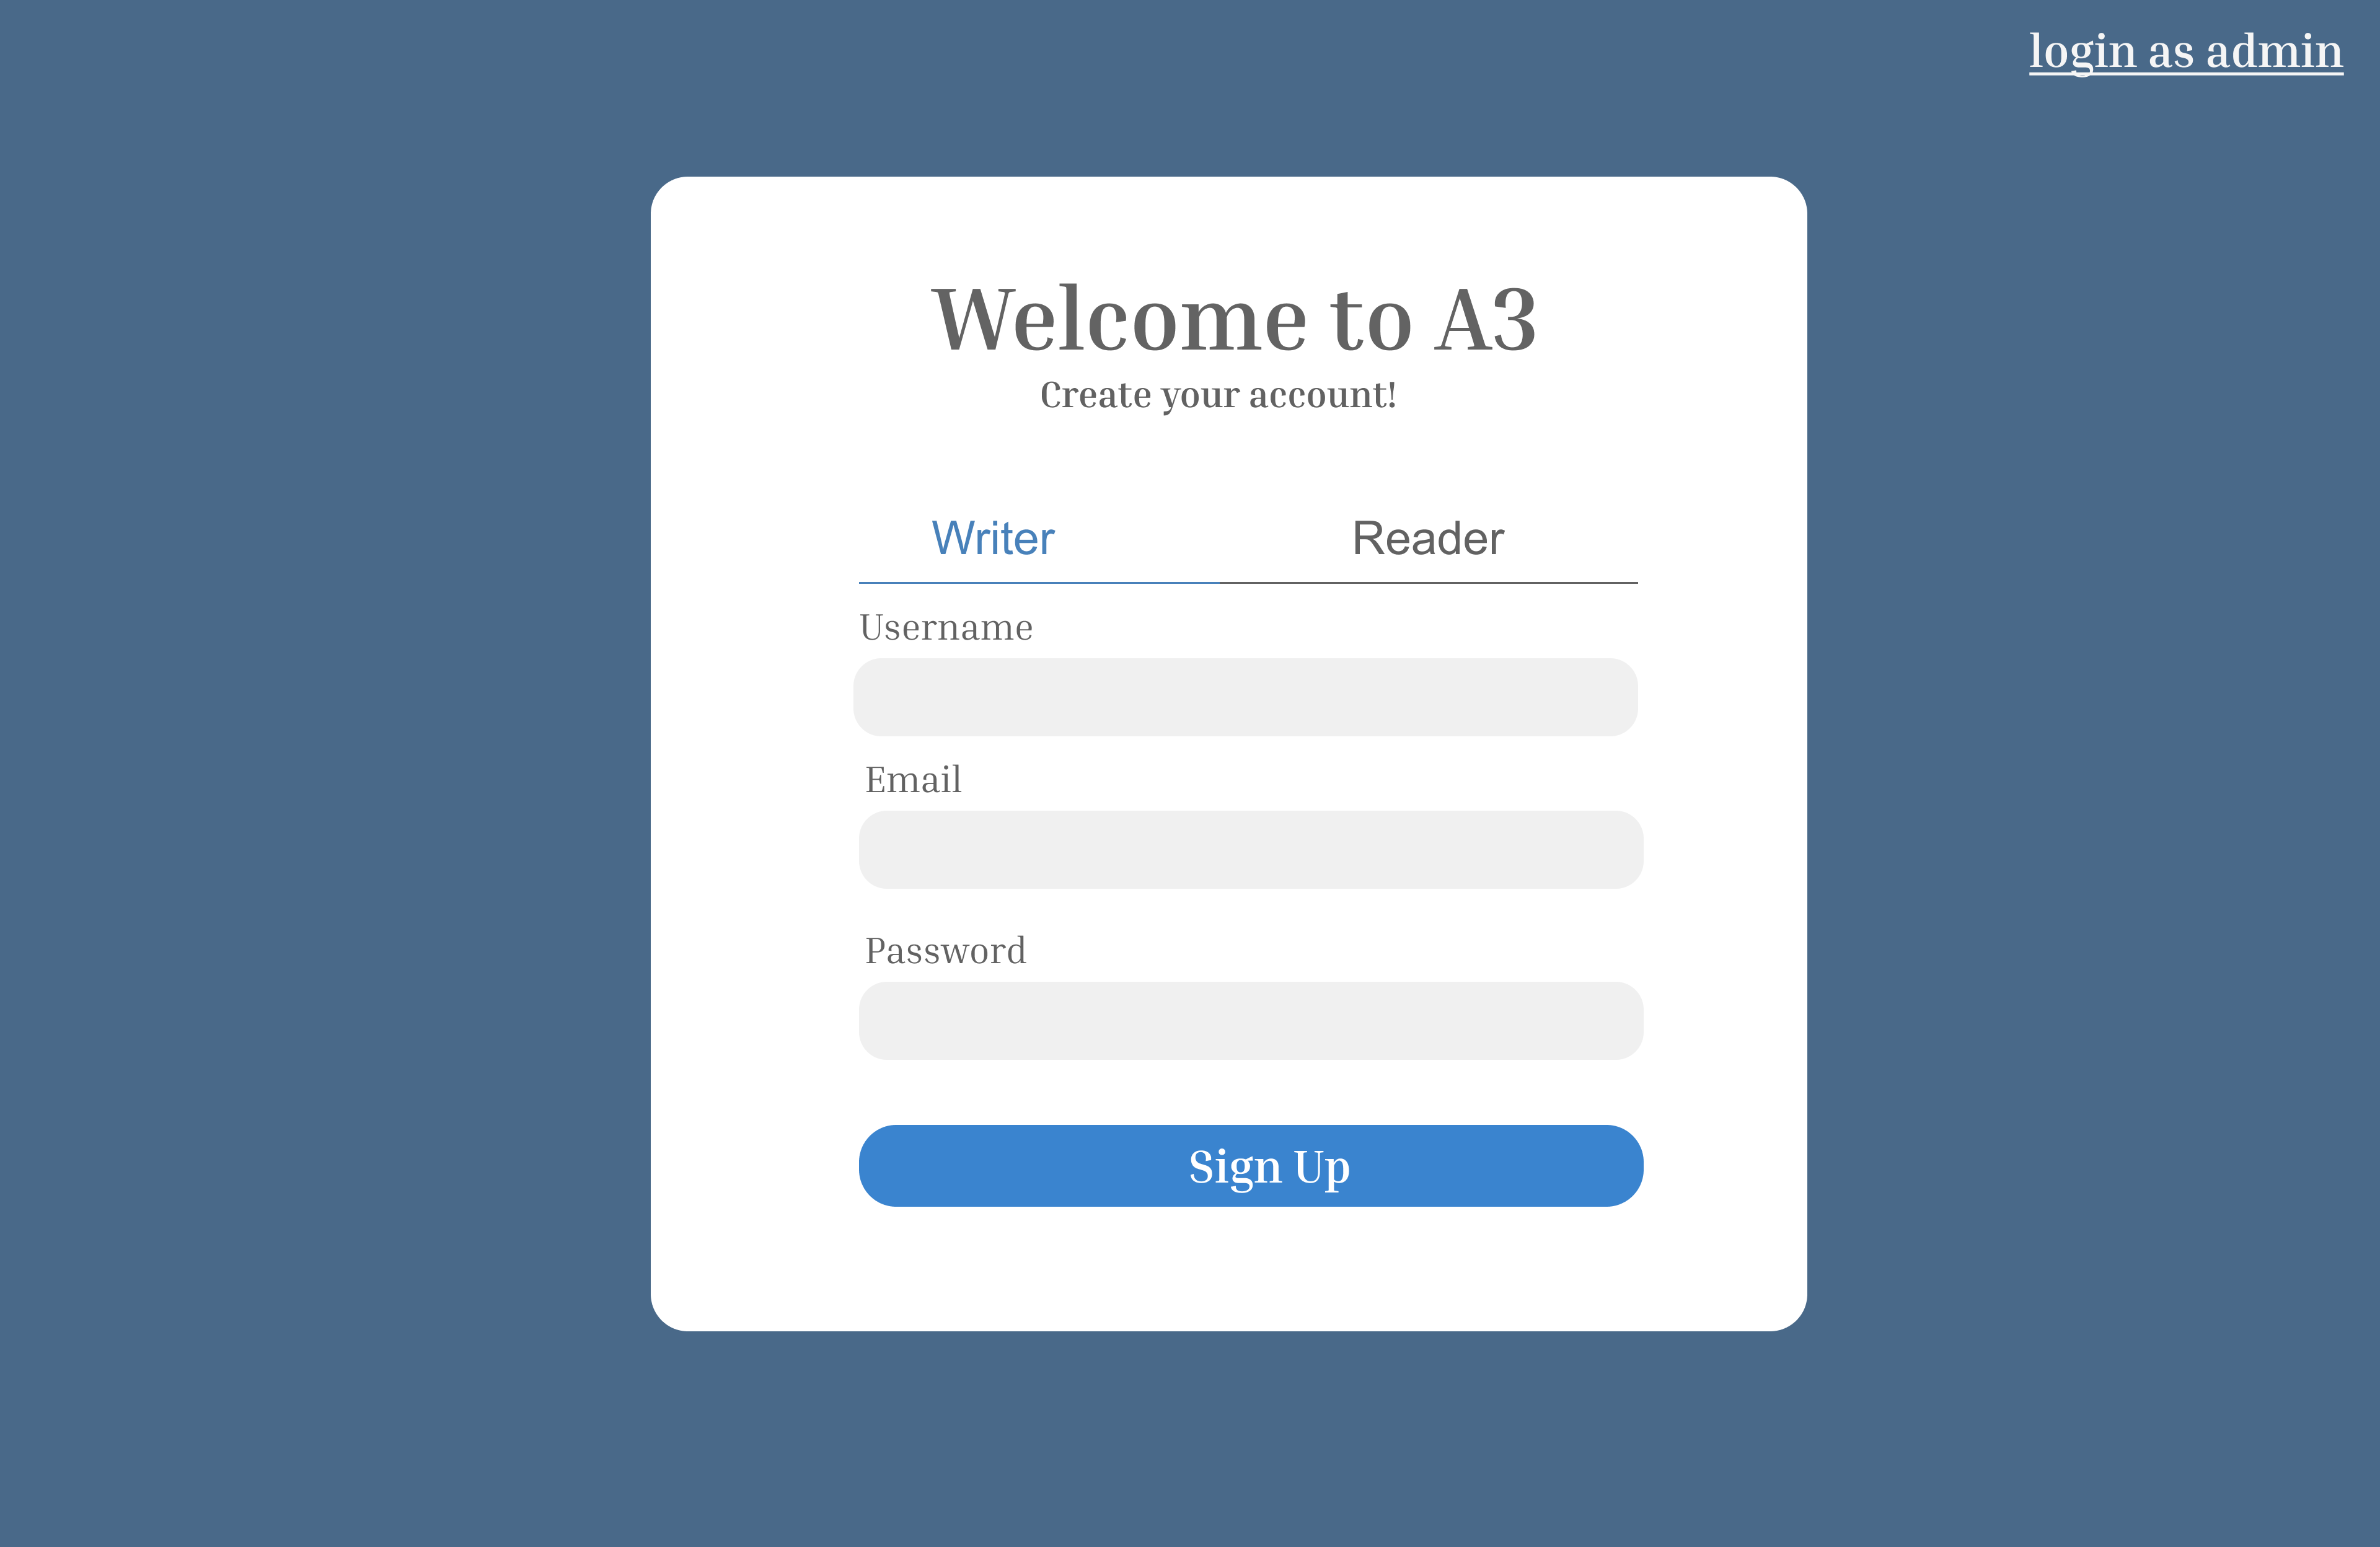 login as admin
Welcome to A3
Create your account!
Writer Reader
Username
Email
Password
Sign Up